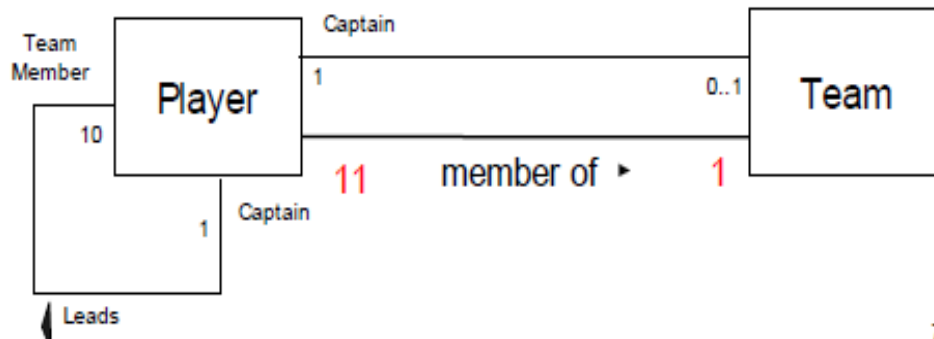 Captain
Team
Member
Player
1
0..1
Team
10
11
member of ►
1
Captain
1
Leads